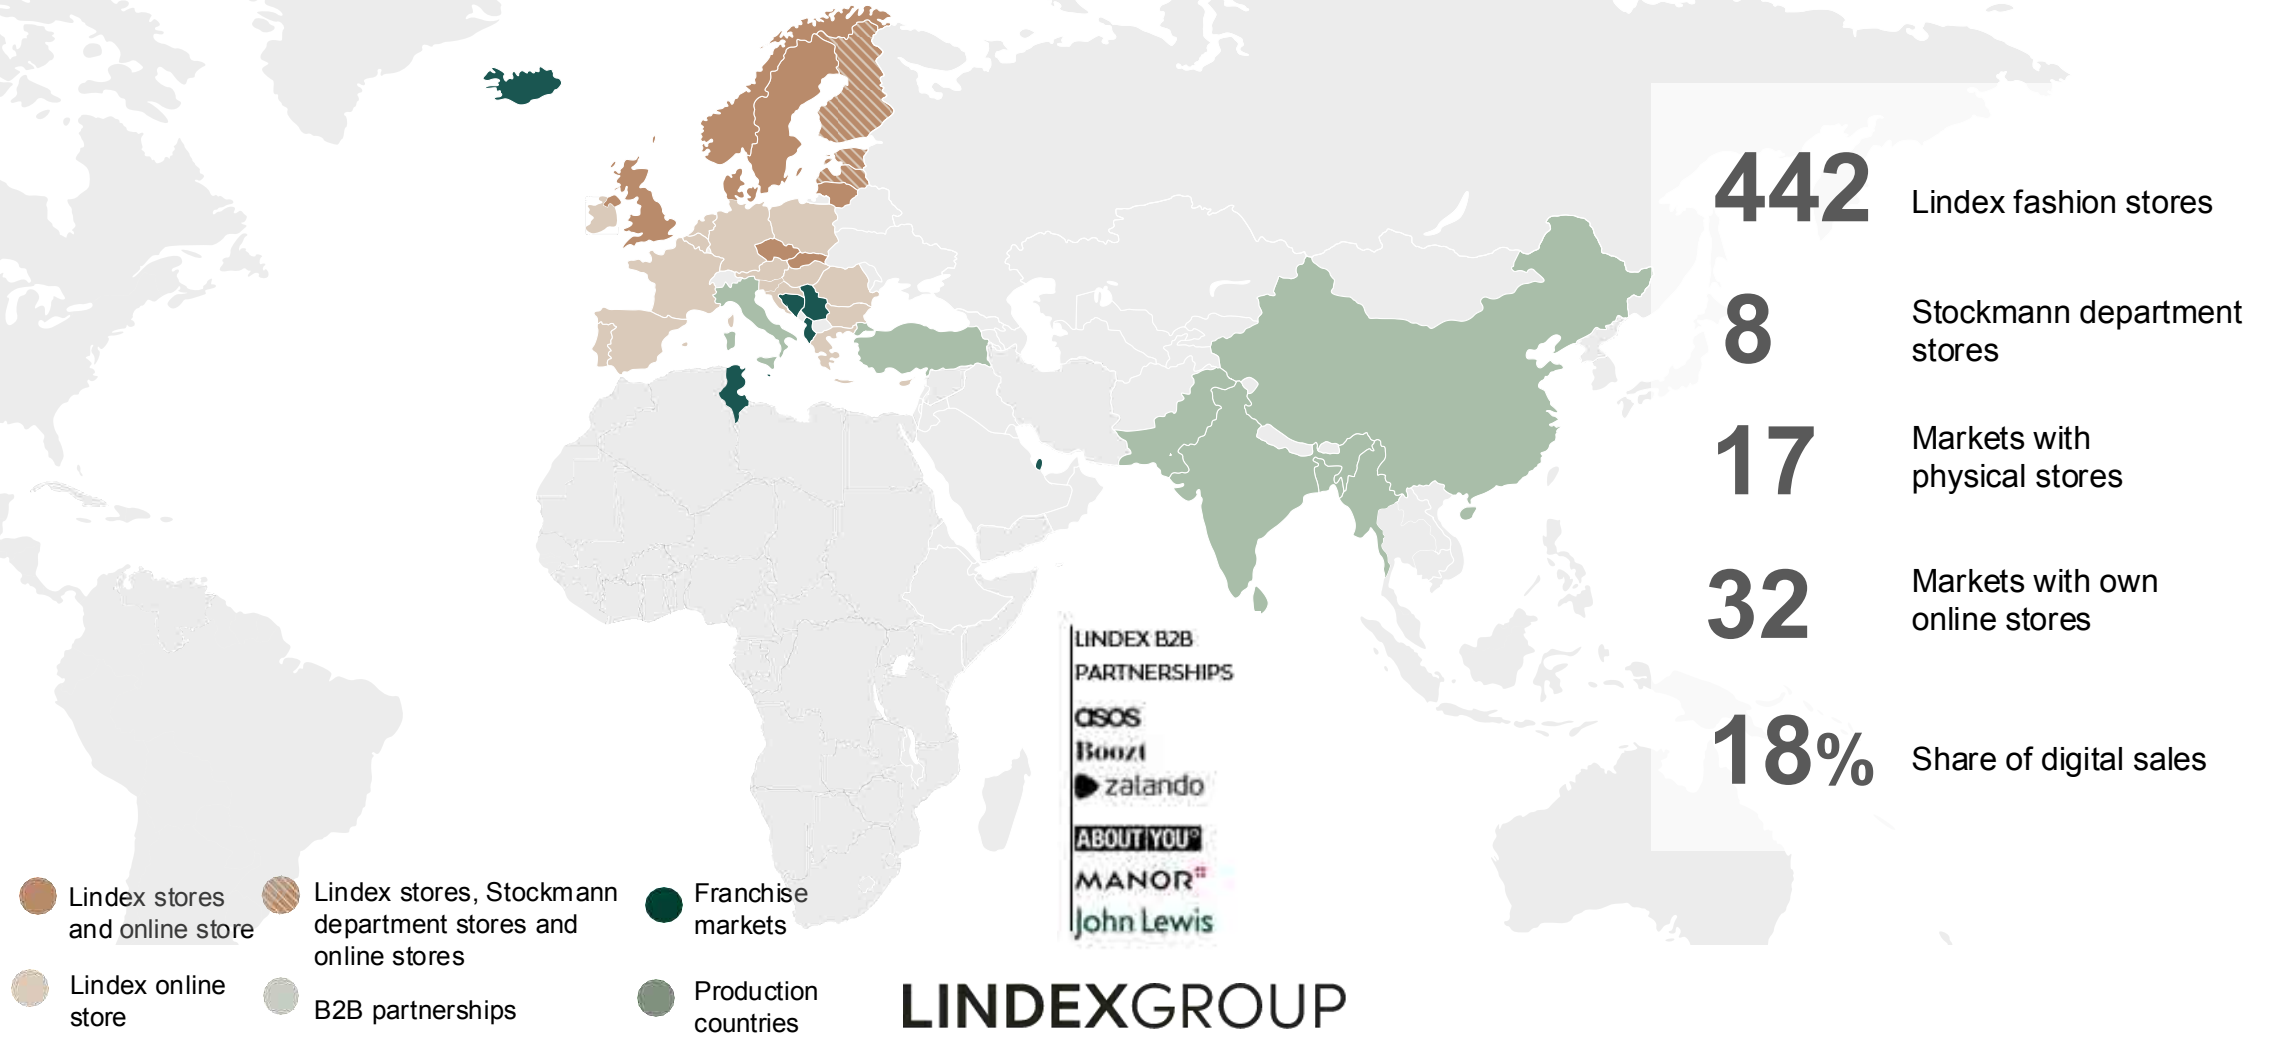 442
Lindex fashion stores
8
Stockmann department
stores
17
Markets with
physical stores
32
Markets with own
online stores
18%
Share of digital sales
LINDEX B2B
PARTNERSHIPS
asos
Boozt
zalando
ABOUT YOU°
MANOR
John Lewis
Lindex stores
and online store
Lindex stores, Stockmann
department stores and
online stores
Franchise
markets
Lindex online
store
B2B partnerships
Production
countries
LINDEXGROUP